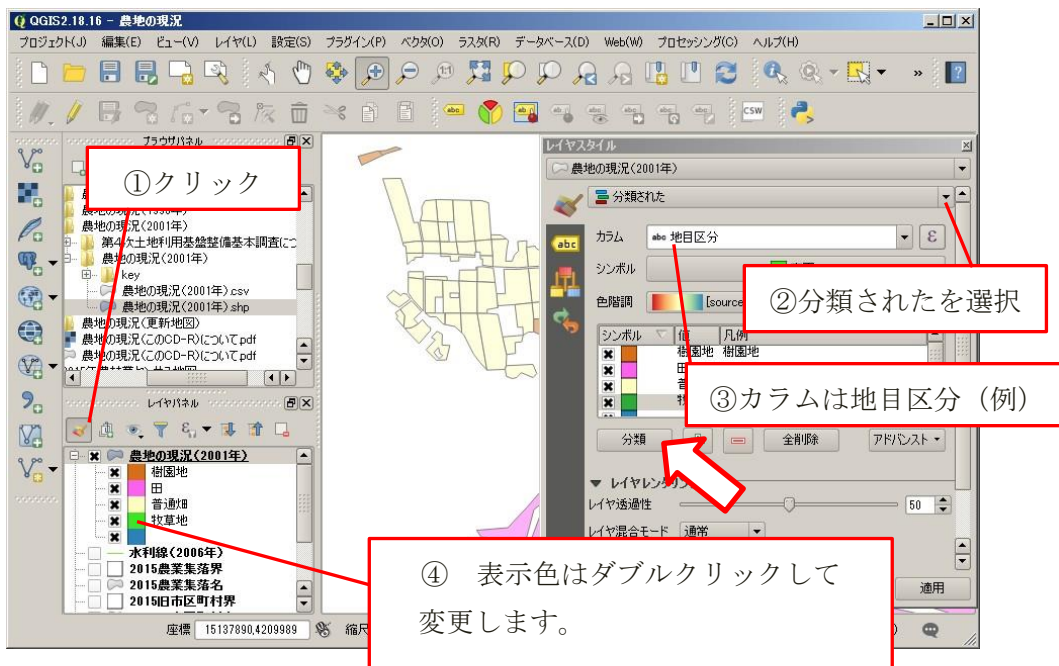 QGIS2.18.16 - 農地の現況
プロジェクト(J) 編集(E) ビュー(V) レイヤ(L) 設定(S) プラグイン(P) ベクタ(O) ラスタ(R) データベース(D) Web(W) プロセッシング(C) ヘルプ(H)
ブラウザパネル
①クリック
農地の現況(2001年)
第4次土地利用基盤整備基本調査(につ
農地の現況(2001年)
key
農地の現況(2001年).csv
農地の現況(2001年).shp
農地の現況(更新地図)
農地の現況(このCD-R)について.pdf
農地の現況(このCD-R)について.pdf
レイヤパネル
農地の現況(2001年)
樹園地
田
普通畑
牧草地
水利線(2006年)
2015農業集落界
2015農業集落名
2015旧市区町村界
レイヤスタイル
農地の現況(2001年)
分類された
カラム abc 地目区分
シンボル
色階調 [source
②分類されたを選択
シンボル 値 凡例
樹園地 樹園地
③カラムは地目区分（例）
分類 全削除 アドバンスト
レイヤレンダリン
レイヤ透過性 50
レイヤ混合モード 通常
④ 表示色はダブルクリックして
変更します。
適用
座標 15137890,4209989 縮尺